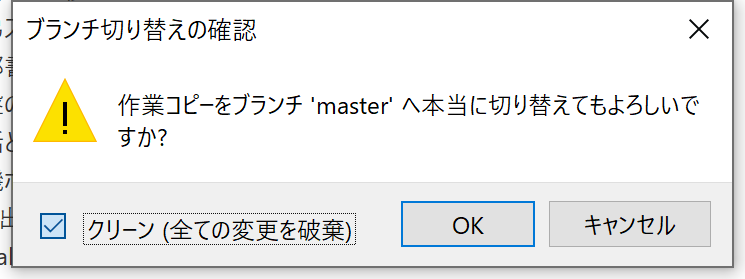 ブランチ切り替えの確認
作業コピーをブランチ 'master' へ本当に切り替えてもよろしいで
すか?
クリーン (全ての変更を破棄)
OK
キャンセル